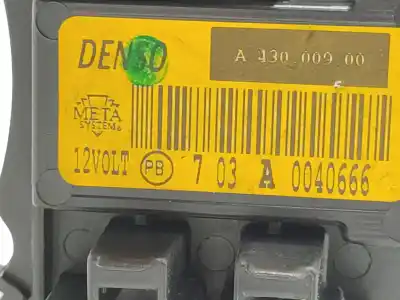 DENSO
A 430 009 00
F
META
SYSTEM
12VOLT PB 7 03 A 0040666